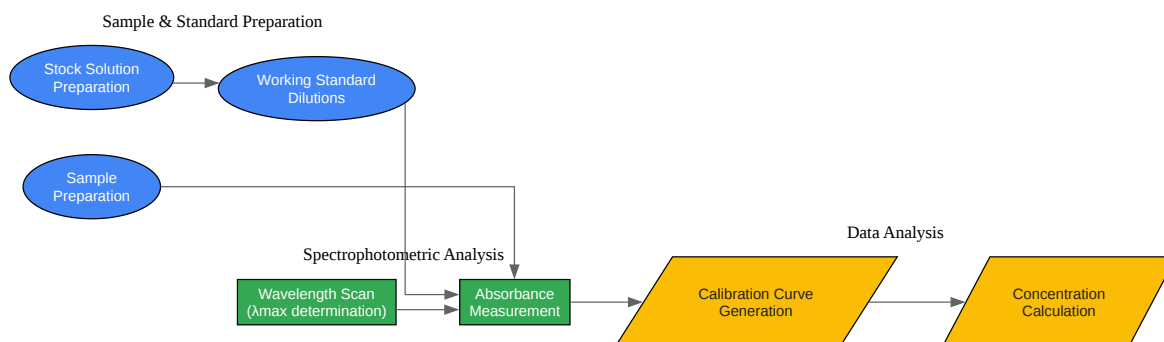 Sample & Standard Preparation
Stock Solution
Preparation
Working Standard
Dilutions
Sample
Preparation
Spectrophotometric Analysis
Wavelength Scan
(λmax determination)
Absorbance
Measurement
Data Analysis
Calibration Curve
Generation
Concentration
Calculation